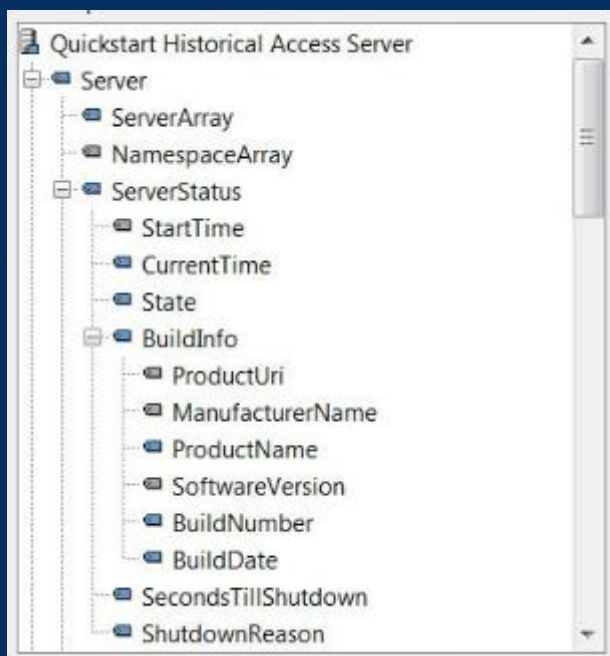 Quickstart Historical Access Server
Server
ServerArray
NamespaceArray
ServerStatus
StartTime
CurrentTime
State
BuildInfo
ProductUri
ManufacturerName
ProductName
SoftwareVersion
BuildNumber
BuildDate
SecondsTillShutdown
ShutdownReason